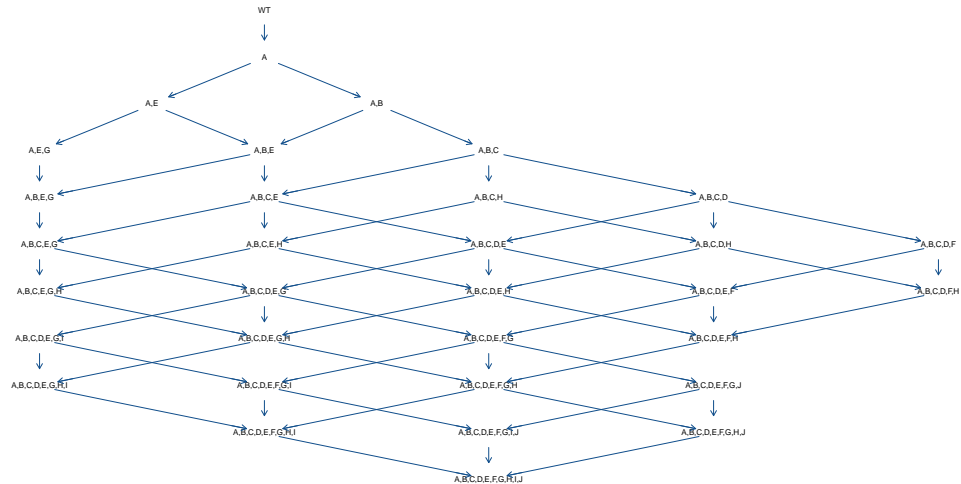 WT
A
A,E A,B
A,E,G A,B,E A,B,C
A,B,E,G A,B,C,E A,B,C,H A,B,C,D
A,B,C,E,G A,B,C,E,H A,B,C,D,E A,B,C,D,H A,B,C,D,F
A,B,C,E,G,H A,B,C,D,E,G A,B,C,D,E,H A,B,C,D,E,F A,B,C,D,F,H
A,B,C,D,E,G,I A,B,C,D,E,G,H A,B,C,D,E,F,G A,B,C,D,E,F,H
A,B,C,D,E,G,H,I A,B,C,D,E,F,G,I A,B,C,D,E,F,G,H A,B,C,D,E,F,G,J
A,B,C,D,E,F,G,H,I A,B,C,D,E,F,G,I,J A,B,C,D,E,F,G,H,J
A,B,C,D,E,F,G,H,I,J